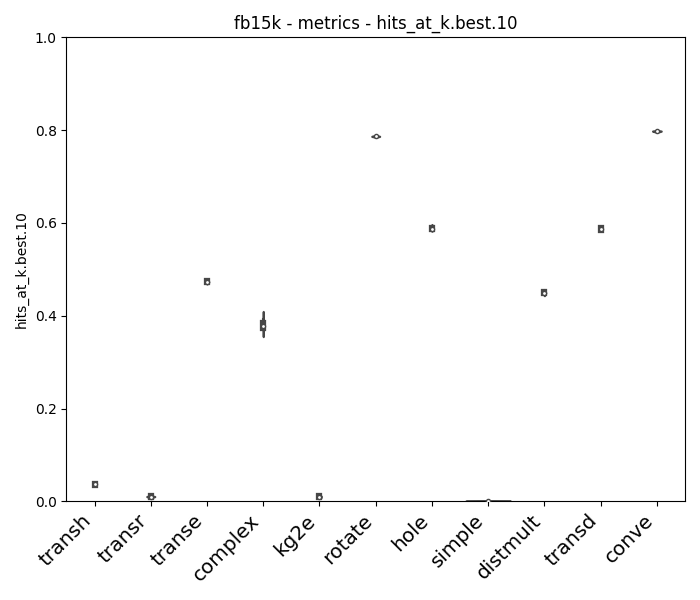 fb15k - metrics - hits_at_k.best.10
hits_at_k.best.10
1.0
0.8
0.6
0.4
0.2
0.0
transh
transr
transe
complex
kg2e
rotate
hole
simple
distmult
transd
conve